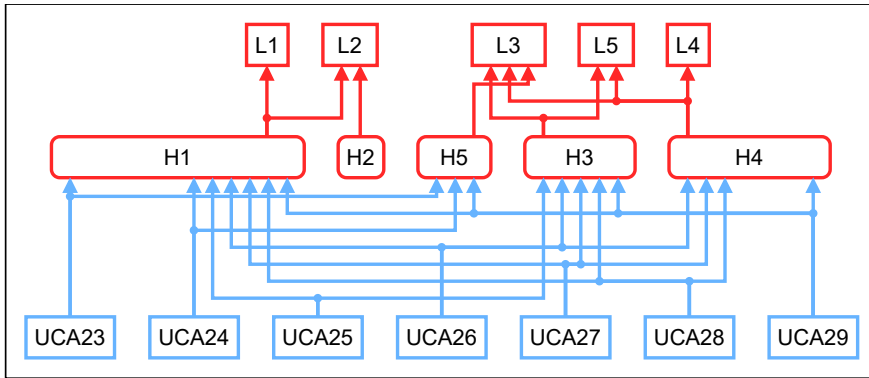 L1 L2 L3 L5 L4
H1 H2 H5 H3 H4
UCA23 UCA24 UCA25 UCA26 UCA27 UCA28 UCA29